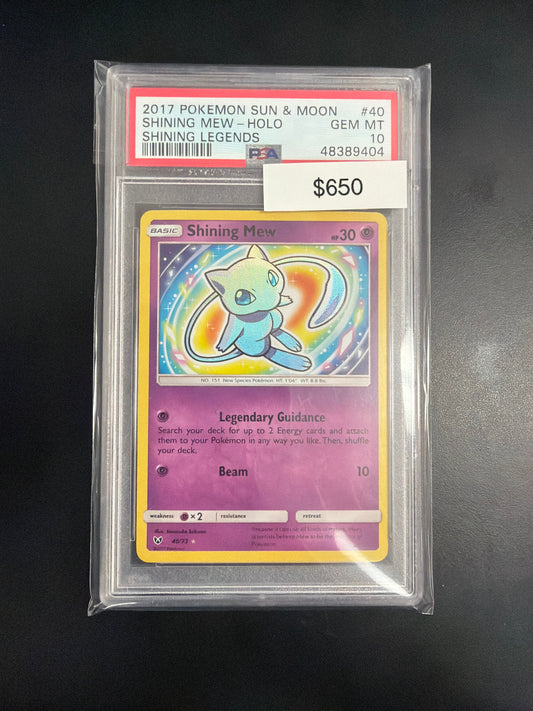 2017 POKEMON SUN & MOON #40
SHINING MEW - HOLO GEM MT
SHINING LEGENDS 10
PSA 48389404
$650
BASIC Shining Mew HP30
NO. 151 New Species Pokémon HT: 1'04" WT: 8.8 lbs.
Legendary Guidance
Search your deck for up to 2 Energy cards and attach
them to your Pokémon in any way you like. Then, shuffle
your deck.
Beam 10
weakness ×2 resistance retreat
40/73